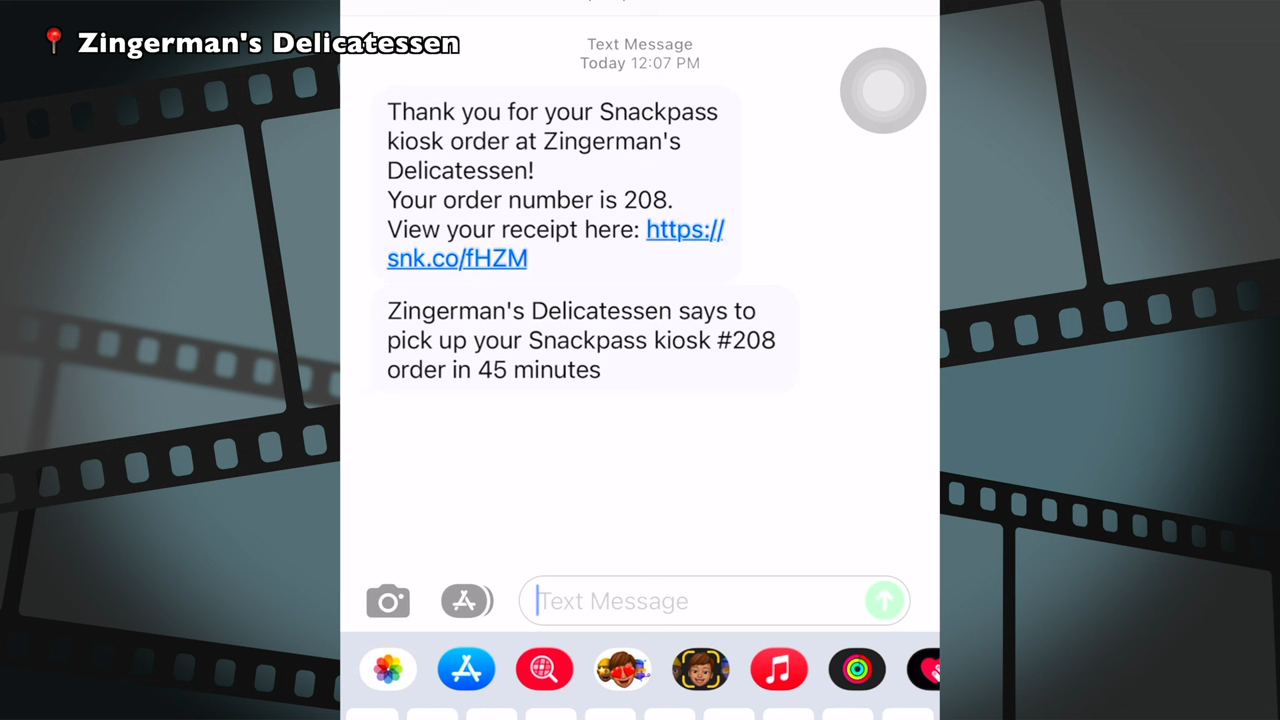 📍 Zingerman's Delicatessen
Text Message
Today 12:07 PM
Thank you for your Snackpass
kiosk order at Zingerman's
Delicatessen!
Your order number is 208.
View your receipt here: https://
snk.co/fHZM
Zingerman's Delicatessen says to
pick up your Snackpass kiosk #208
order in 45 minutes
Text Message